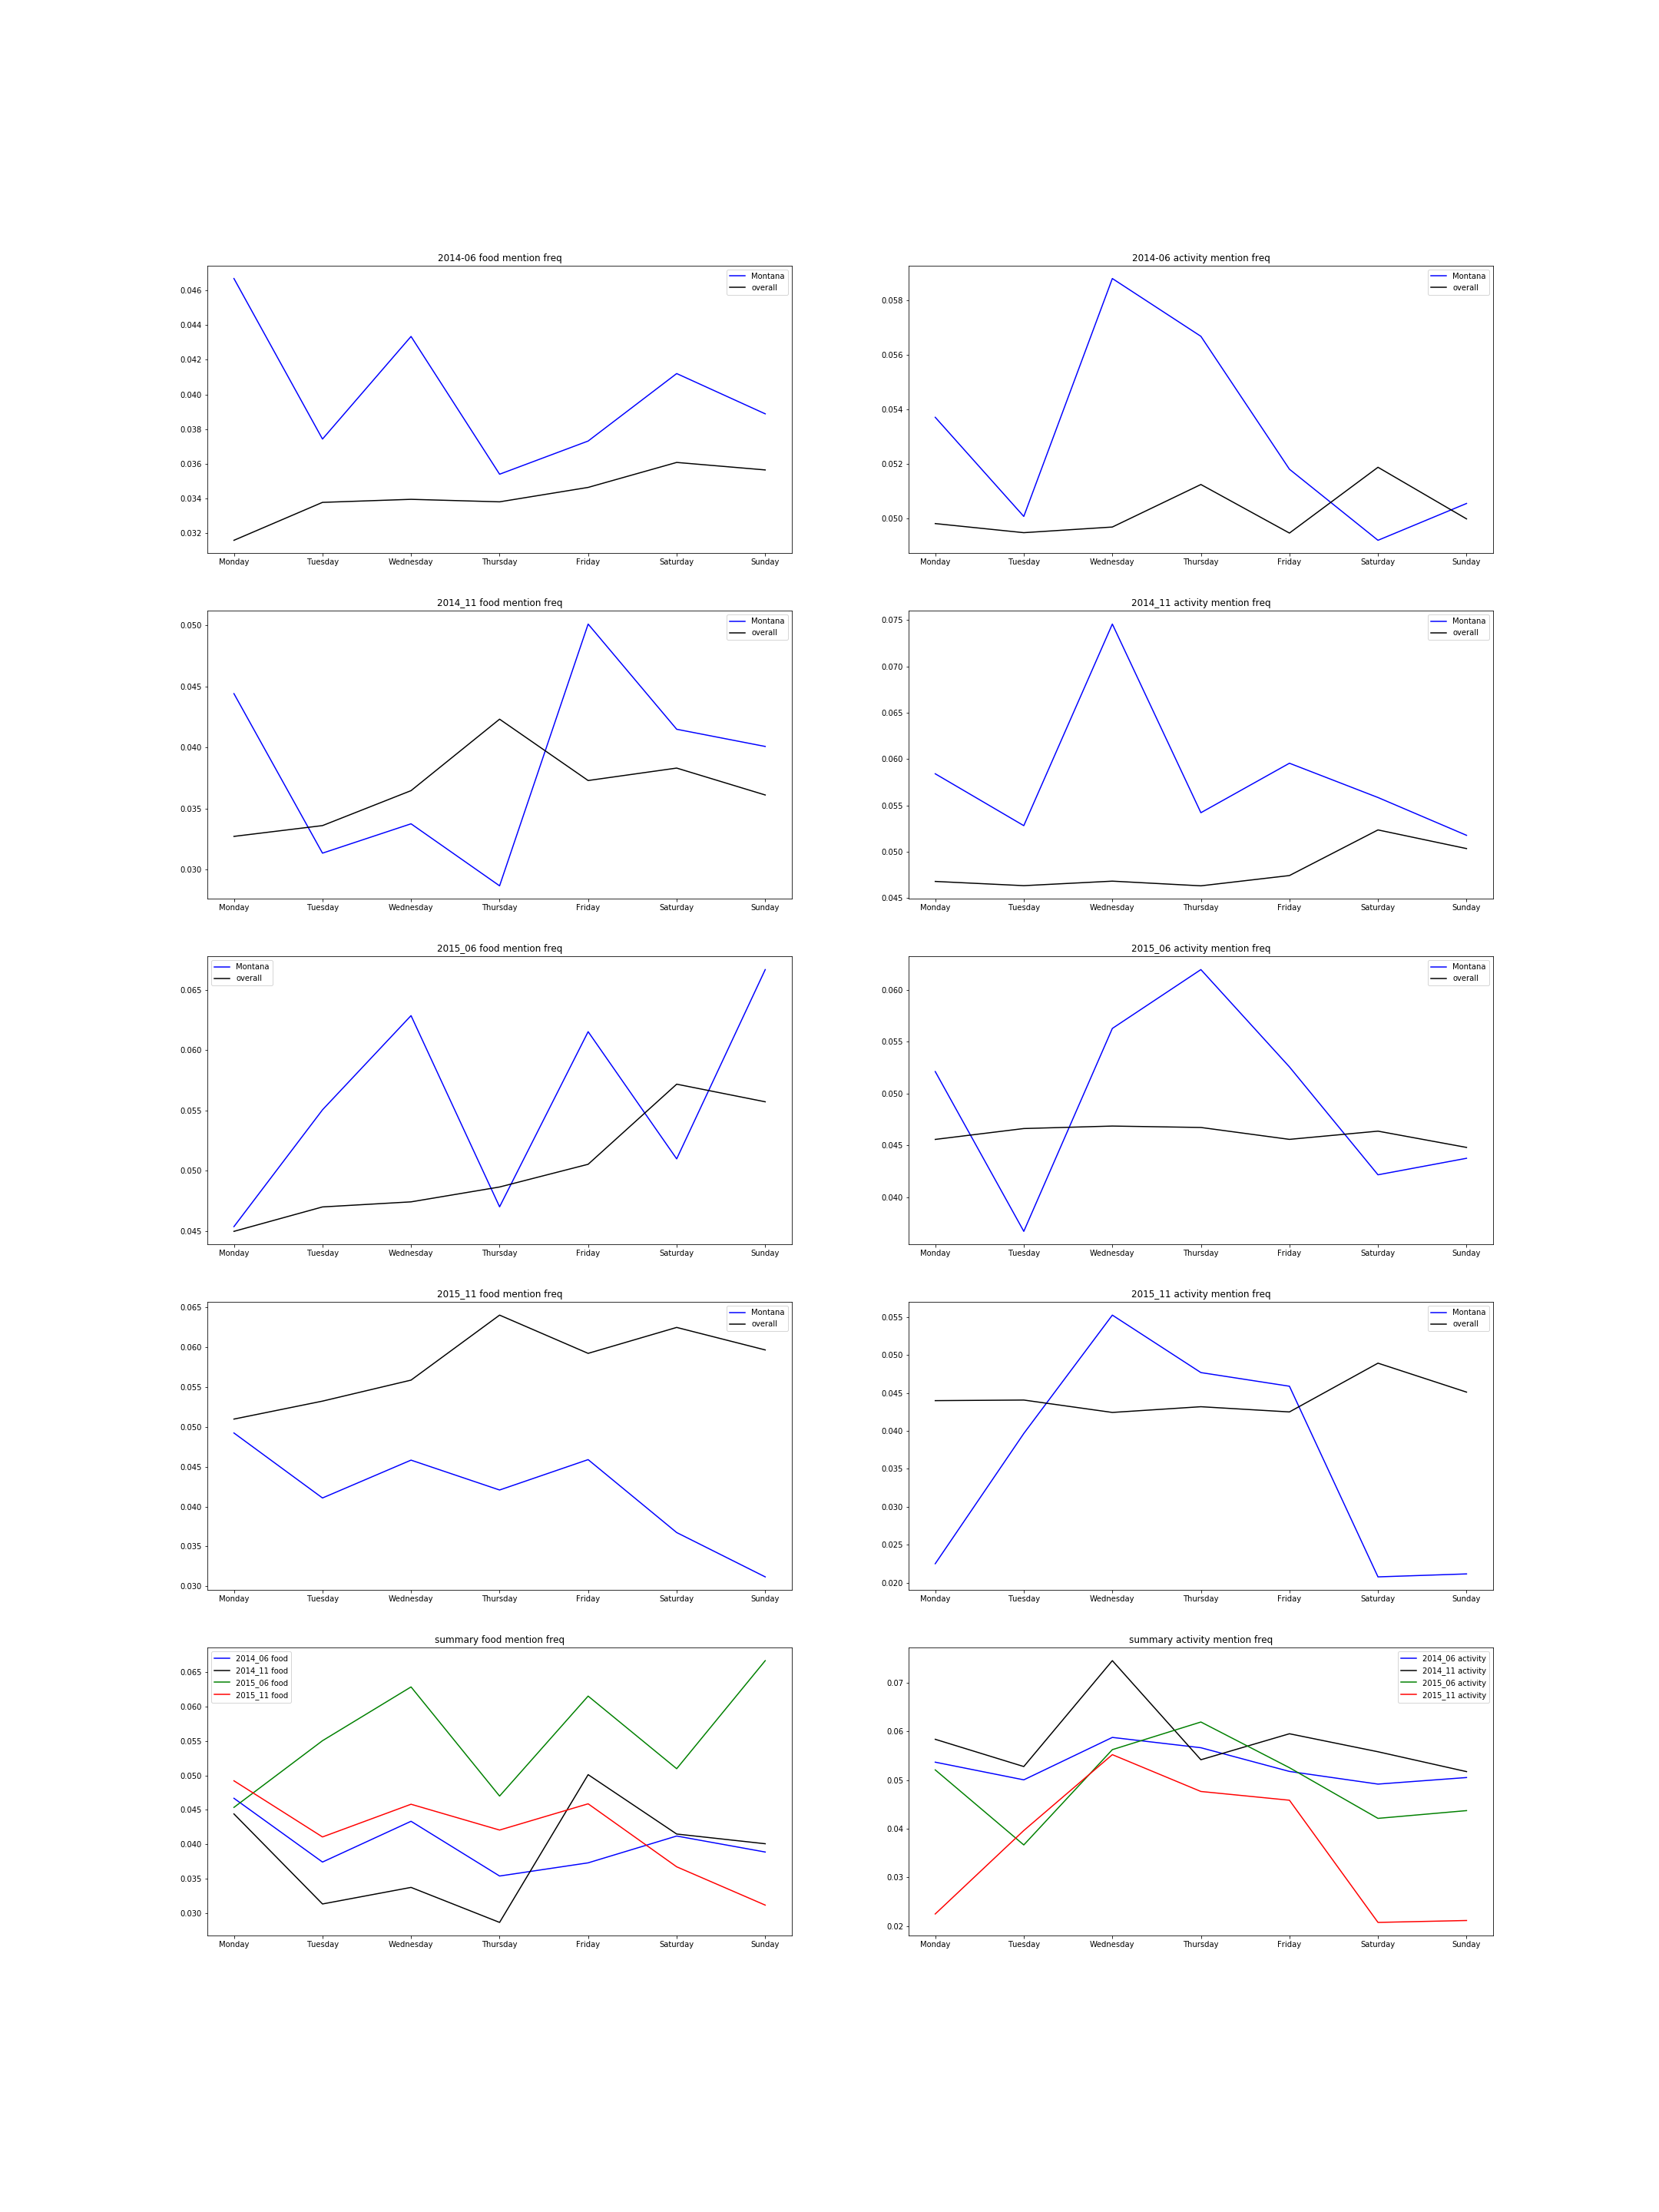 2014-06 food mention freq
Montana
overall
0.046
0.044
0.042
0.040
0.038
0.036
0.034
0.032
Monday Tuesday Wednesday Thursday Friday Saturday Sunday
2014-06 activity mention freq
Montana
overall
0.058
0.056
0.054
0.052
0.050
Monday Tuesday Wednesday Thursday Friday Saturday Sunday
2014_11 food mention freq
Montana
overall
0.050
0.045
0.040
0.035
0.030
Monday Tuesday Wednesday Thursday Friday Saturday Sunday
2014_11 activity mention freq
Montana
overall
0.075
0.070
0.065
0.060
0.055
0.050
0.045
Monday Tuesday Wednesday Thursday Friday Saturday Sunday
2015_06 food mention freq
Montana
overall
0.065
0.060
0.055
0.050
0.045
Monday Tuesday Wednesday Thursday Friday Saturday Sunday
2015_06 activity mention freq
Montana
overall
0.060
0.055
0.050
0.045
0.040
Monday Tuesday Wednesday Thursday Friday Saturday Sunday
2015_11 food mention freq
Montana
overall
0.065
0.060
0.055
0.050
0.045
0.040
0.035
0.030
Monday Tuesday Wednesday Thursday Friday Saturday Sunday
2015_11 activity mention freq
Montana
overall
0.055
0.050
0.045
0.040
0.035
0.030
0.025
0.020
Monday Tuesday Wednesday Thursday Friday Saturday Sunday
summary food mention freq
2014_06 food
2014_11 food
2015_06 food
2015_11 food
0.065
0.060
0.055
0.050
0.045
0.040
0.035
0.030
Monday Tuesday Wednesday Thursday Friday Saturday Sunday
summary activity mention freq
2014_06 activity
2014_11 activity
2015_06 activity
2015_11 activity
0.07
0.06
0.05
0.04
0.03
0.02
Monday Tuesday Wednesday Thursday Friday Saturday Sunday